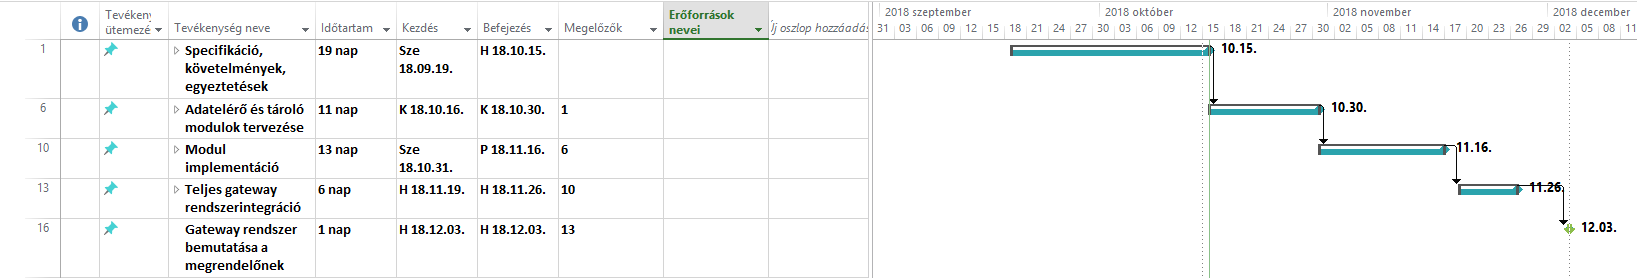 Tevékeny
ütemezé
Tevékenység neve
Időtartam
Kezdés
Befejezés
Megelőzők
Erőforrások
nevei
Új oszlop hozzáadás
2018 szeptember
2018 október
2018 november
2018 december
31 03 06 09 12 15 18 21 24 27 30 03 06 09 12 15 18 21 24 27 30 02 05 08 11 14 17 20 23 26 29 02 05 08 11
1
Specifikáció,
követelmények,
egyeztetések
19 nap
Sze
18.09.19.
H 18.10.15.
10.15.
6
Adatelérő és tároló
modulok tervezése
11 nap
K 18.10.16.
K 18.10.30.
1
10.30.
10
Modul
implementáció
13 nap
Sze
18.10.31.
P 18.11.16.
6
11.16.
13
Teljes gateway
rendszerintegráció
6 nap
H 18.11.19.
H 18.11.26.
10
11.26.
16
Gateway rendszer
bemutatása a
megrendelőnek
1 nap
H 18.12.03.
H 18.12.03.
13
12.03.